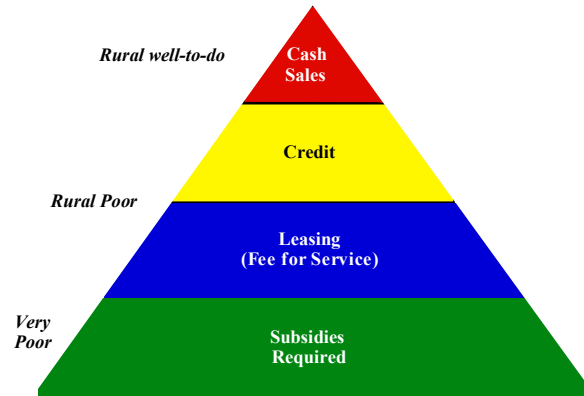 Rural well-to-do
Cash
Sales
Credit
Rural Poor
Leasing
(Fee for Service)
Very
Poor
Subsidies
Required